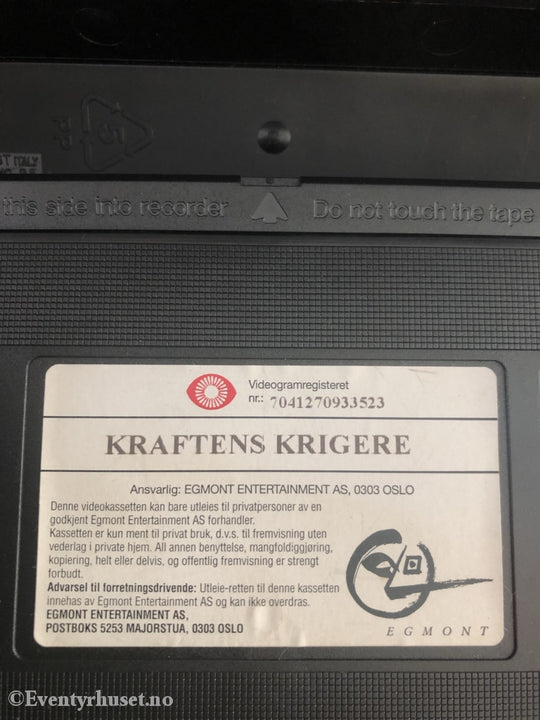 5
PP
this side into recorder
Do not touch the tape
Videogramregisteret
nr.: 7041270933523
KRAFTENS KRIGERE
Ansvarlig: EGMONT ENTERTAINMENT AS, 0303 OSLO
Denne videokassetten kan bare utleies til privatpersoner av en
godkjent Egmont Entertainment AS forhandler.
Kassetten er kun ment til privat bruk, d.v.s. til fremvisning uten
vederlag i private hjem. All annen benyttelse, mangfoldiggjøring,
kopiering, helt eller delvis, og offentlig fremvisning er strengt
forbudt.
Advarsel til forretningsdrivende: Utleie-retten til denne kassetten
innehas av Egmont Entertainment AS og kan ikke overdras.
EGMONT ENTERTAINMENT AS,
POSTBOKS 5253 MAJORSTUA, 0303 OSLO
EGMONT
©Eventyrhuset.no